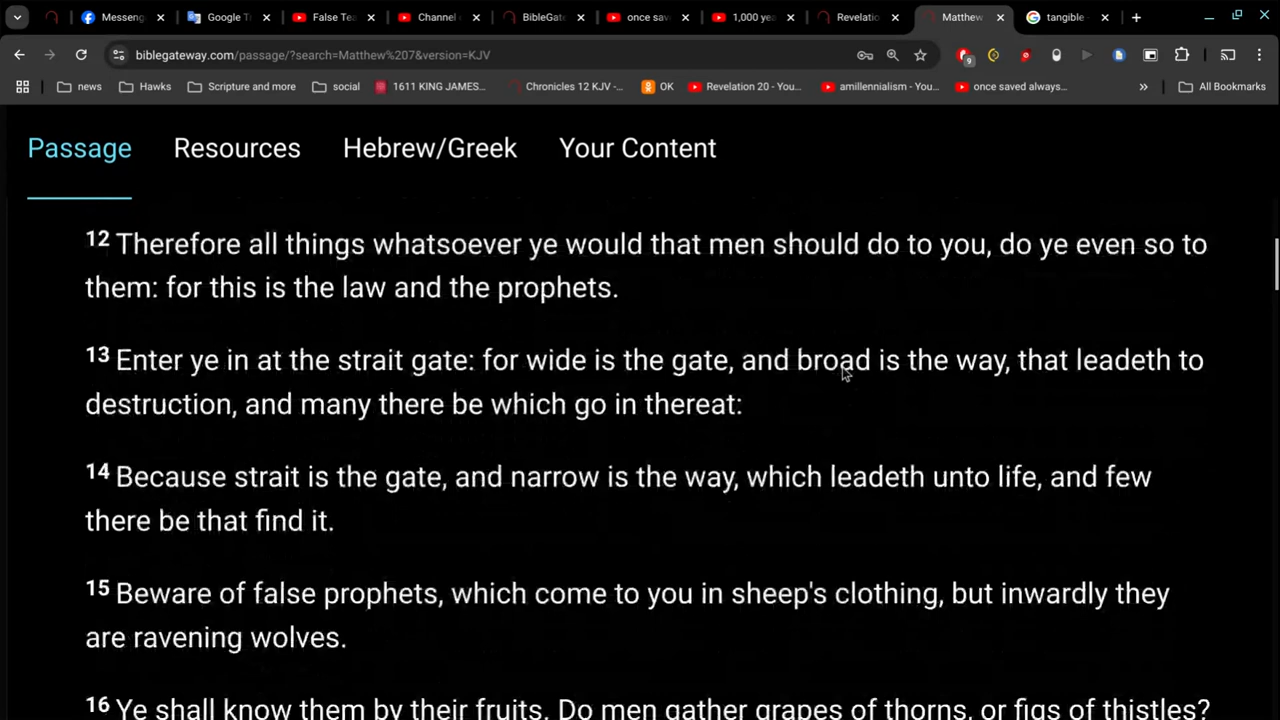 Messeng
Google T
False Tea
Channel
BibleGat
once sav
1,000 yea
Revelatio
Matthew
tangible
biblegateway.com/passage/?search=Matthew%207&version=KJV
9
news
Hawks
Scripture and more
social
1611 KING JAMES...
Chronicles 12 KJV -...
OK
Revelation 20 - You...
amillennialism - You...
once saved always...
»
All Bookmarks
Passage Resources Hebrew/Greek Your Content
12 Therefore all things whatsoever ye would that men should do to you, do ye even so to
them: for this is the law and the prophets.
13 Enter ye in at the strait gate: for wide is the gate, and broad is the way, that leadeth to
destruction, and many there be which go in thereat:
14 Because strait is the gate, and narrow is the way, which leadeth unto life, and few
there be that find it.
15 Beware of false prophets, which come to you in sheep's clothing, but inwardly they
are ravening wolves.
16 Ye shall know them by their fruits. Do men gather grapes of thorns, or figs of thistles?